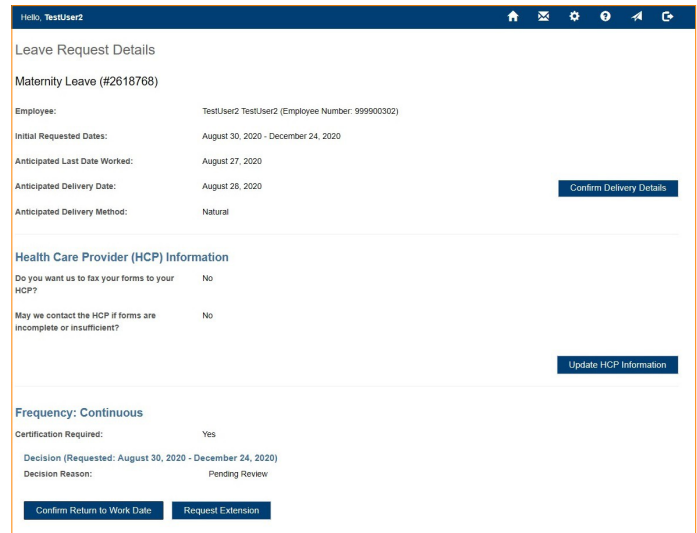 Hello, TestUser2
Leave Request Details
Maternity Leave (#2618768)
Employee: TestUser2 TestUser2 (Employee Number: 999900302)
Initial Requested Dates: August 30, 2020 - December 24, 2020
Anticipated Last Date Worked: August 27, 2020
Anticipated Delivery Date: August 28, 2020
Confirm Delivery Details
Anticipated Delivery Method: Natural
Health Care Provider (HCP) Information
Do you want us to fax your forms to your No
HCP?
May we contact the HCP if forms are No
incomplete or insufficient?
Update HCP Information
Frequency: Continuous
Certification Required: Yes
Decision (Requested: August 30, 2020 - December 24, 2020)
Decision Reason: Pending Review
Confirm Return to Work Date Request Extension